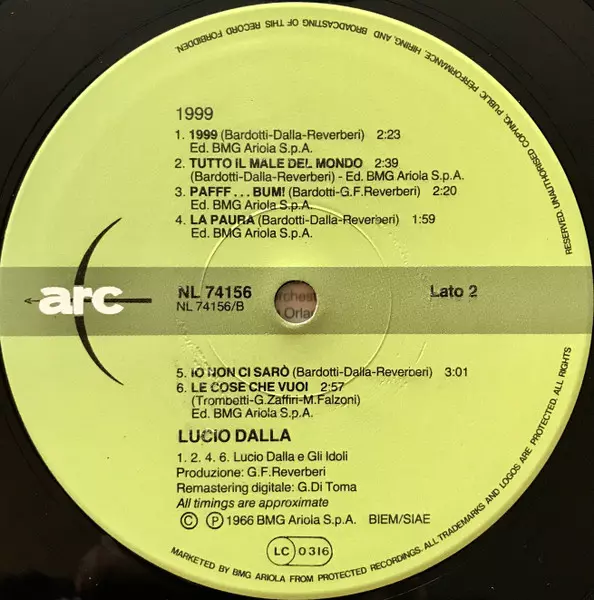 1999
1. 1999 (Bardotti-Dalla-Reverberi) 2:23
Ed. BMG Ariola S.p.A.
2. TUTTO IL MALE DEL MONDO 2:39
(Bardotti-Dalla-Reverberi) - Ed. BMG Ariola S.p.A.
3. PAFFF...BUM! (Bardotti-G.F.Reverberi) 2:20
Ed. BMG Ariola S.p.A.
4. LA PAURA (Bardotti-Dalla-Reverberi) 1:59
Ed. BMG Ariola S.p.A.
arc
NL 74156
NL 74156/B
Lato 2
5. IO NON CI SARÒ (Bardotti-Dalla-Reverberi) 3:01
6. LE COSE CHE VUOI 2:57
(Trombetti-G.Zaffiri-M.Falzoni)
Ed. BMG Ariola S.p.A.
LUCIO DALLA
1. 2. 4. 6. Lucio Dalla e Gli Idoli
Produzione: G.F.Reverberi
Remastering digitale: G.Di Toma
All timings are approximate
© ℗ 1966 BMG Ariola S.p.A. BIEM/SIAE
LC 0316
MARKETED BY BMG ARIOLA FROM PROTECTED RECORDINGS. ALL TRADEMARKS AND LOGOS ARE PROTECTED. ALL RIGHTS RESERVED. UNAUTHORISED COPYING, PUBLIC PERFORMANCE, HIRING, AND BROADCASTING OF THIS RECORD FORBIDDEN.